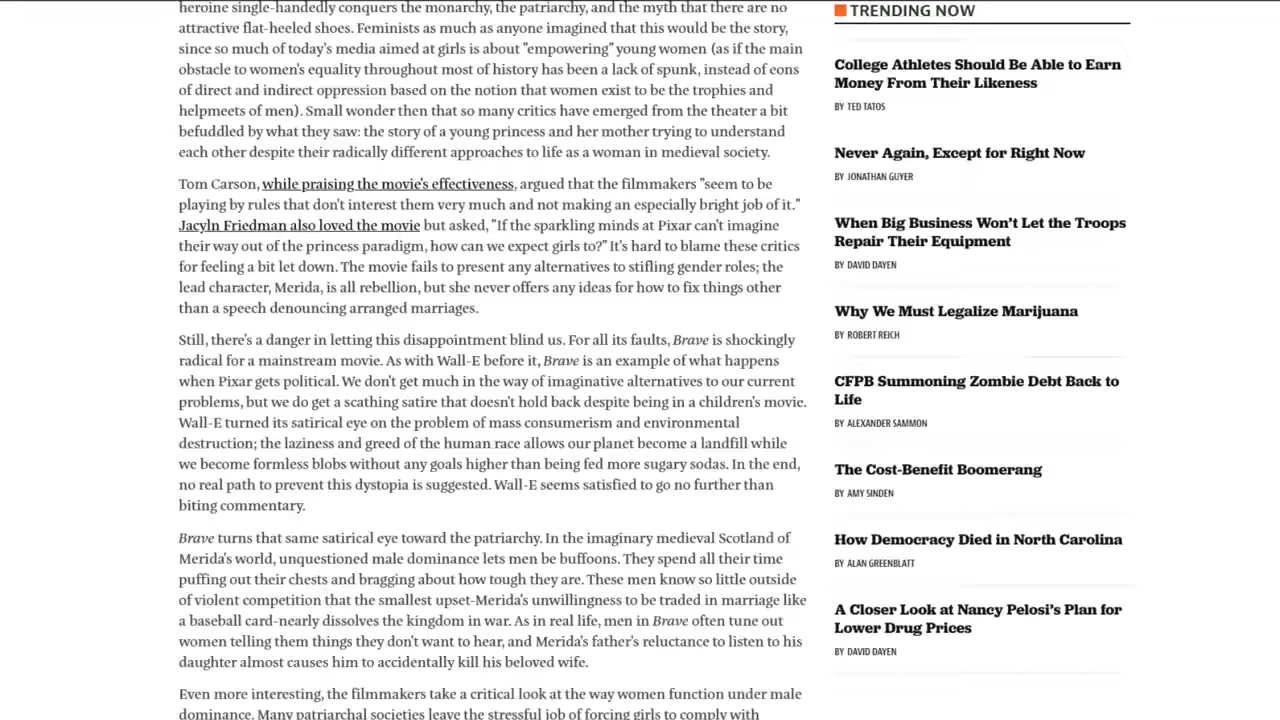 heroine single-handedly conquers the monarchy, the patriarchy, and the myth that there are no
attractive flat-heeled shoes. Feminists as much as anyone imagined that this would be the story,
since so much of today's media aimed at girls is about "empowering" young women (as if the main
obstacle to women's equality throughout most of history has been a lack of spunk, instead of eons
of direct and indirect oppression based on the notion that women exist to be the trophies and
helpmeets of men). Small wonder then that so many critics have emerged from the theater a bit
befuddled by what they saw: the story of a young princess and her mother trying to understand
each other despite their radically different approaches to life as a woman in medieval society.
Tom Carson, while praising the movie's effectiveness, argued that the filmmakers "seem to be
playing by rules that don't interest them very much and not making an especially bright job of it."
Jacyln Friedman also loved the movie but asked, "If the sparkling minds at Pixar can't imagine
their way out of the princess paradigm, how can we expect girls to?" It's hard to blame these critics
for feeling a bit let down. The movie fails to present any alternatives to stifling gender roles; the
lead character, Merida, is all rebellion, but she never offers any ideas for how to fix things other
than a speech denouncing arranged marriages.
Still, there's a danger in letting this disappointment blind us. For all its faults, Brave is shockingly
radical for a mainstream movie. As with Wall-E before it, Brave is an example of what happens
when Pixar gets political. We don't get much in the way of imaginative alternatives to our current
problems, but we do get a scathing satire that doesn't hold back despite being in a children's movie.
Wall-E turned its satirical eye on the problem of mass consumerism and environmental
destruction; the laziness and greed of the human race allows our planet become a landfill while
we become formless blobs without any goals higher than being fed more sugary sodas. In the end,
no real path to prevent this dystopia is suggested. Wall-E seems satisfied to go no further than
biting commentary.
Brave turns that same satirical eye toward the patriarchy. In the imaginary medieval Scotland of
Merida's world, unquestioned male dominance lets men be buffoons. They spend all their time
puffing out their chests and bragging about how tough they are. These men know so little outside
of violent competition that the smallest upset-Merida's unwillingness to be traded in marriage like
a baseball card-nearly dissolves the kingdom in war. As in real life, men in Brave often tune out
women telling them things they don't want to hear, and Merida's father's reluctance to listen to his
daughter almost causes him to accidentally kill his beloved wife.
Even more interesting, the filmmakers take a critical look at the way women function under male
dominance. Many patriarchal societies leave the stressful job of forcing girls to comply with
TRENDING NOW
College Athletes Should Be Able to Earn
Money From Their Likeness
BY TED TATOS
Never Again, Except for Right Now
BY JONATHAN GUYER
When Big Business Won't Let the Troops
Repair Their Equipment
BY DAVID DAYEN
Why We Must Legalize Marijuana
BY ROBERT REICH
CFPB Summoning Zombie Debt Back to
Life
BY ALEXANDER SAMMON
The Cost-Benefit Boomerang
BY AMY SINDEN
How Democracy Died in North Carolina
BY ALAN GREENBLATT
A Closer Look at Nancy Pelosi's Plan for
Lower Drug Prices
BY DAVID DAYEN